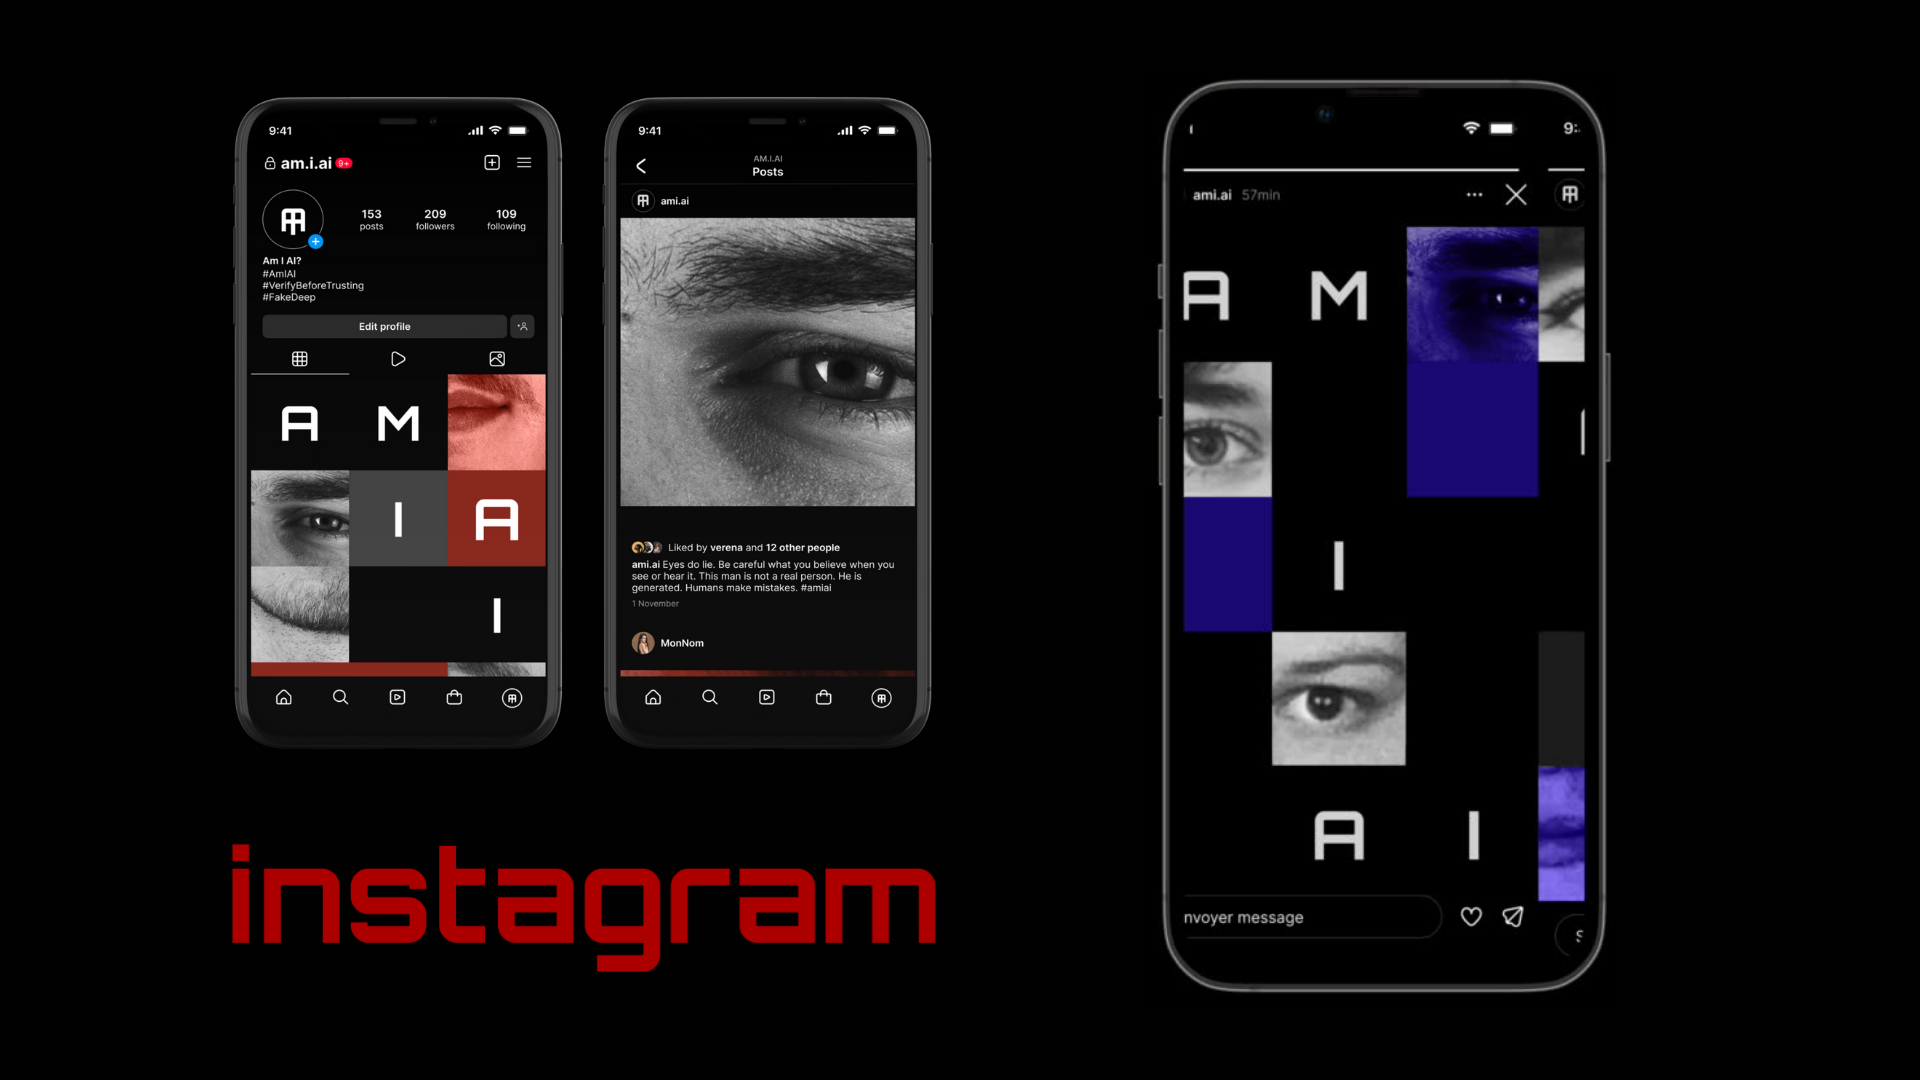 9:41
am.i.ai 9+
153 posts
209 followers
109 following
Am I AI?
#AmIAI
#VerifyBeforeTrusting
#FakeDeep
Edit profile
A M
I A
I
9:41
AM.I.AI
Posts
ami.ai
Liked by verena and 12 other people
ami.ai Eyes do lie. Be careful what you believe when you
see or hear it. This man is not a real person. He is
generated. Humans make mistakes. #amiai
1 November
MonNom
instagram
9:
ami.ai 57min
A M
I
A I
nvoyer message
S